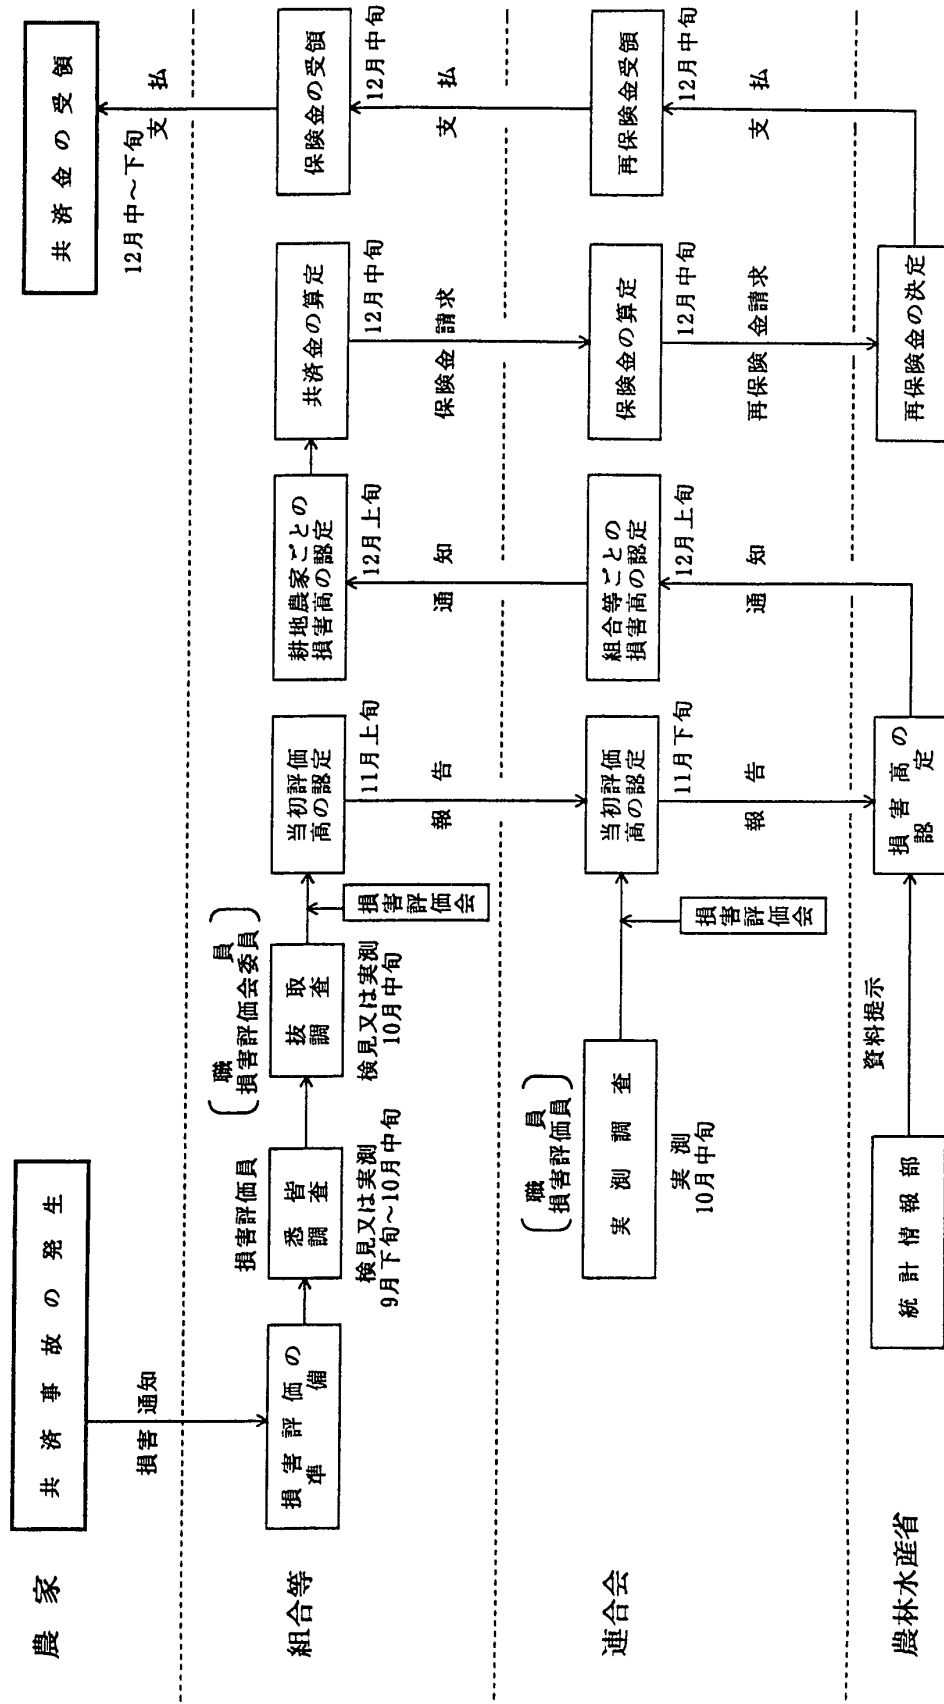 農家
共済事故の発生
損害通知
共済金の受領
12月中~下旬
支払
組合等
損害評価の
準備
損害評価員
悉皆
調査
検見又は実測
9月下旬~10月中旬
職員
損害評価会委員
抜取
調査
検見又は実測
10月中旬
損害
評価会
当初評価
高の認定
11月上旬
報告
耕地農家ごとの
損害高の認定
12月上旬
通知
共済金の算定
12月中旬
保険金請求
保険金の受領
12月中旬
支払
連合会
職員
損害評価員
実測調査
実測
10月中旬
損害
評価会
当初評価
高の認定
11月下旬
報告
組合等ごとの
損害高の認定
12月上旬
通知
保険金の算定
12月中旬
再保険金請求
再保険金受領
12月中旬
支払
農林水産省
統計情報部
資料提示
損害高の
認定
再保険金の決定